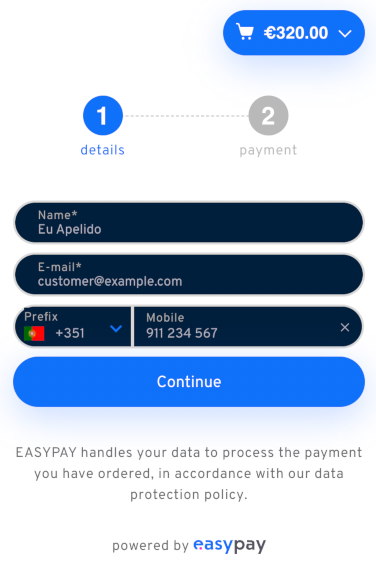 €320.00
1
2
details
payment
Name*
Eu Apelido
E-mail*
customer@example.com
Prefix
+351
Mobile
911 234 567
Continue
EASYPAY handles your data to process the payment
you have ordered, in accordance with our data
protection policy.
powered by easypay